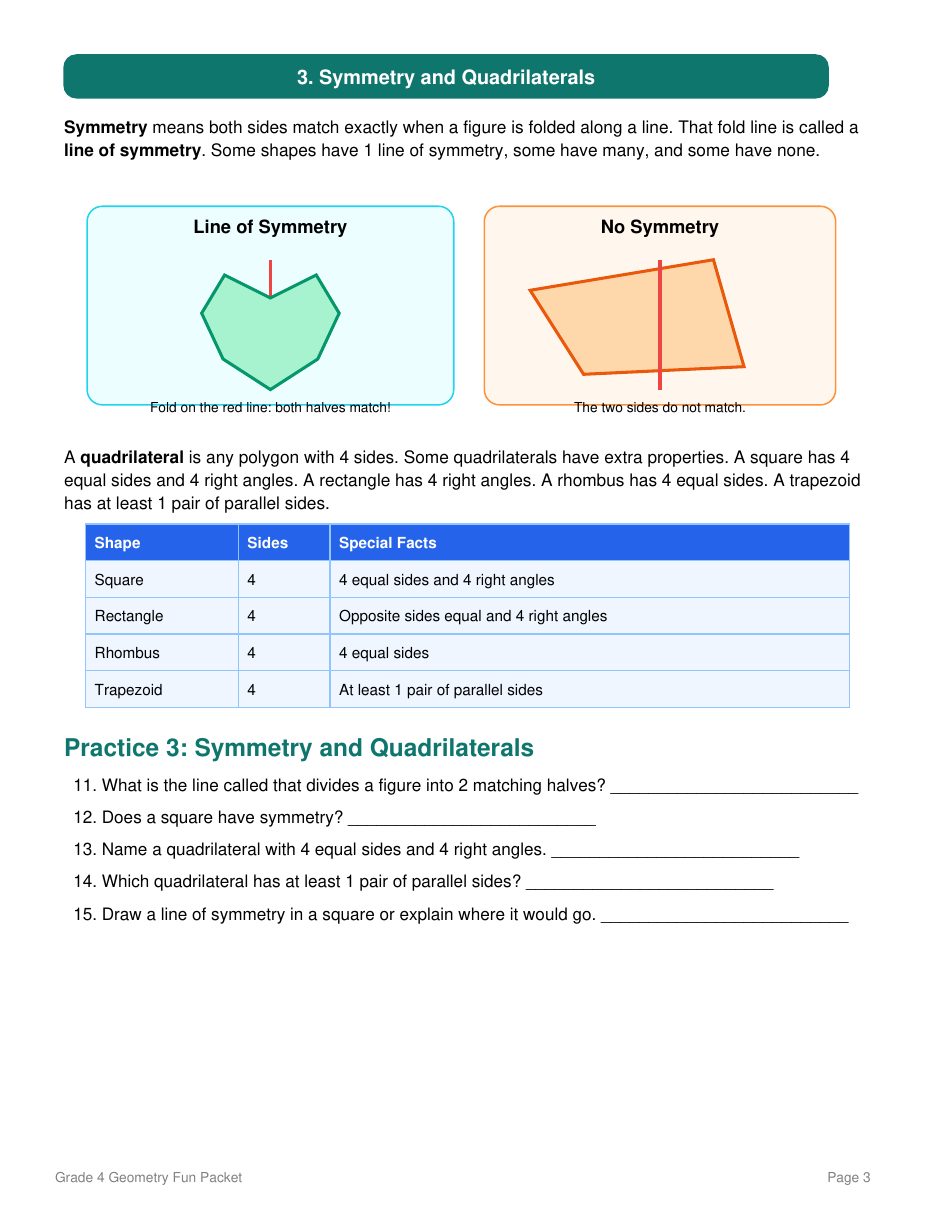 3. Symmetry and Quadrilaterals
Symmetry means both sides match exactly when a figure is folded along a line. That fold line is called a
line of symmetry. Some shapes have 1 line of symmetry, some have many, and some have none.
Line of Symmetry
Fold on the red line: both halves match!
No Symmetry
The two sides do not match.
A quadrilateral is any polygon with 4 sides. Some quadrilaterals have extra properties. A square has 4
equal sides and 4 right angles. A rectangle has 4 right angles. A rhombus has 4 equal sides. A trapezoid
has at least 1 pair of parallel sides.
Shape Sides Special Facts
Square 4 4 equal sides and 4 right angles
Rectangle 4 Opposite sides equal and 4 right angles
Rhombus 4 4 equal sides
Trapezoid 4 At least 1 pair of parallel sides
Practice 3: Symmetry and Quadrilaterals
11. What is the line called that divides a figure into 2 matching halves? ___________________________
12. Does a square have symmetry? ___________________________
13. Name a quadrilateral with 4 equal sides and 4 right angles. ___________________________
14. Which quadrilateral has at least 1 pair of parallel sides? ___________________________
15. Draw a line of symmetry in a square or explain where it would go. ___________________________
Grade 4 Geometry Fun Packet
Page 3